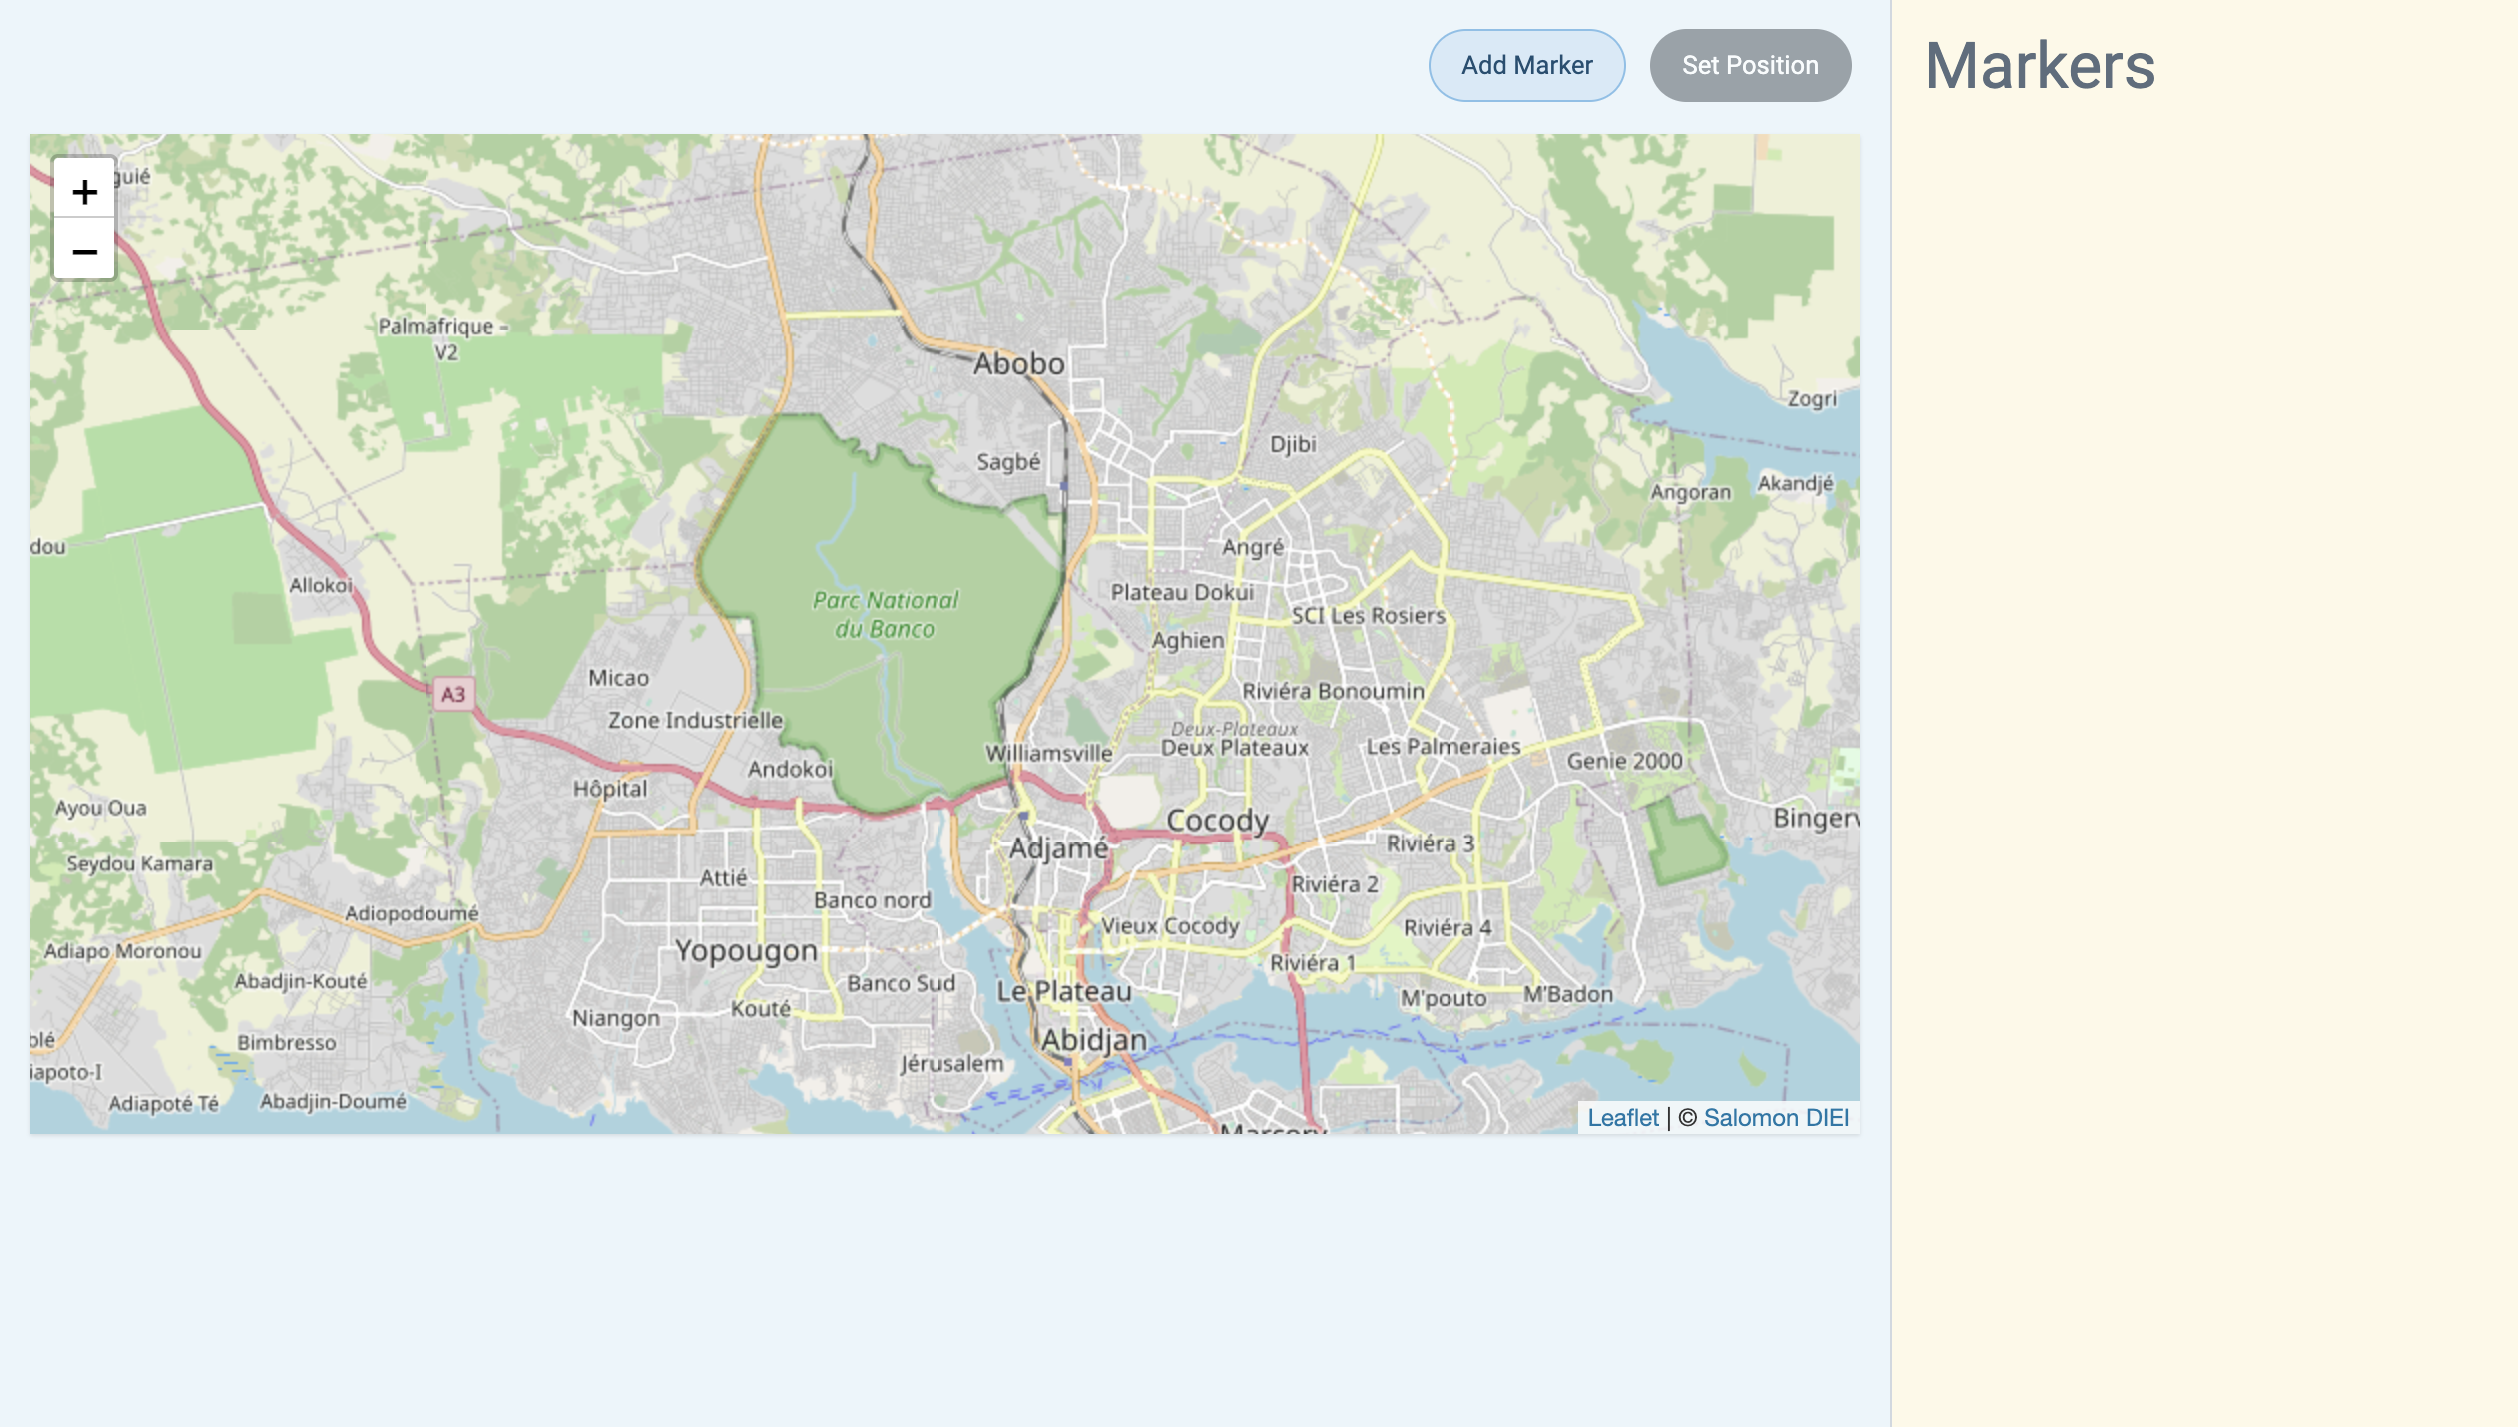 Add Marker
Set Position
Markers
+
−
guié
Palmafrique –
V2
Abobo
Zogri
Djibi
Sagbé
Akandjé
Angoran
dou
Angré
Allokoi
Plateau Dokui
Parc National
du Banco
SCI Les Rosiers
Aghien
Micao
A3
Riviéra Bonoumin
Zone Industrielle
Deux-Plateaux
Deux Plateaux
Les Palmeraies
Williamsville
Genie 2000
Andokoi
Hôpital
Ayou Oua
Cocody
Binger
Adjamé
Riviéra 3
Seydou Kamara
Attié
Riviéra 2
Banco nord
Adiopodoumé
Vieux Cocody
Riviéra 4
Adiapo Moronou
Yopougon
Riviéra 1
Abadjin-Kouté
Banco Sud
Le Plateau
M'pouto
M'Badon
Kouté
Niangon
blé
Bimbresso
Abidjan
Jérusalem
iapoto-I
Adiapoté Té
Abadjin-Doumé
Marcory
Leaflet | © Salomon DIEI